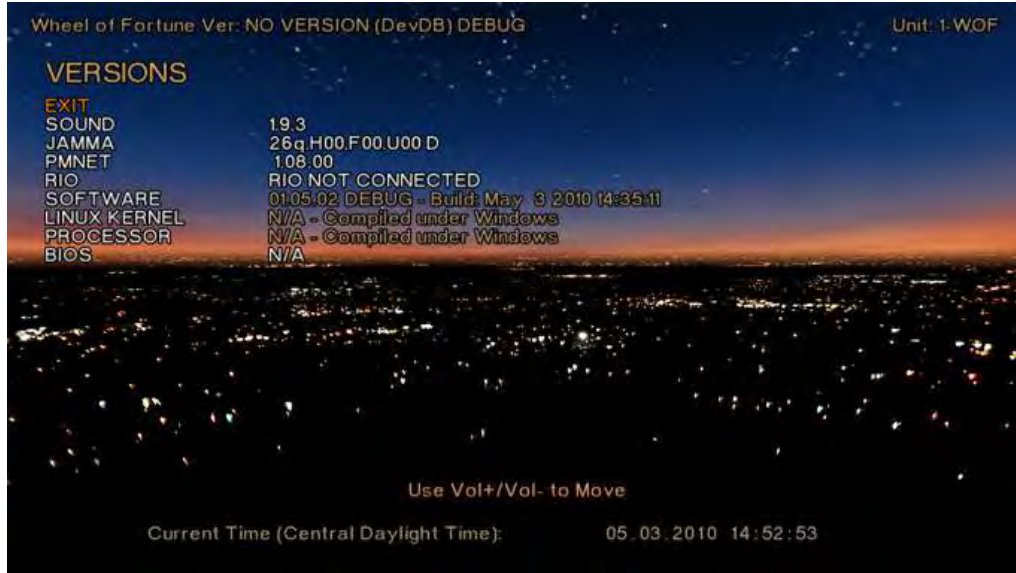 Wheel of Fortune Ver: NO VERSION (DevDB) DEBUG Unit: 1-WOF
VERSIONS
EXIT
SOUND 1.9.3
JAMMA 26q.H00.F00.U00 D
PMNET 1.08.00
RIO RIO NOT CONNECTED
SOFTWARE 01.05.02 DEBUG - Build: May 3 2010 14:35:11
LINUX KERNEL N/A - Compiled under Windows
PROCESSOR N/A - Compiled under Windows
BIOS N/A
Use Vol+/Vol- to Move
Current Time (Central Daylight Time): 05.03.2010 14:52:53